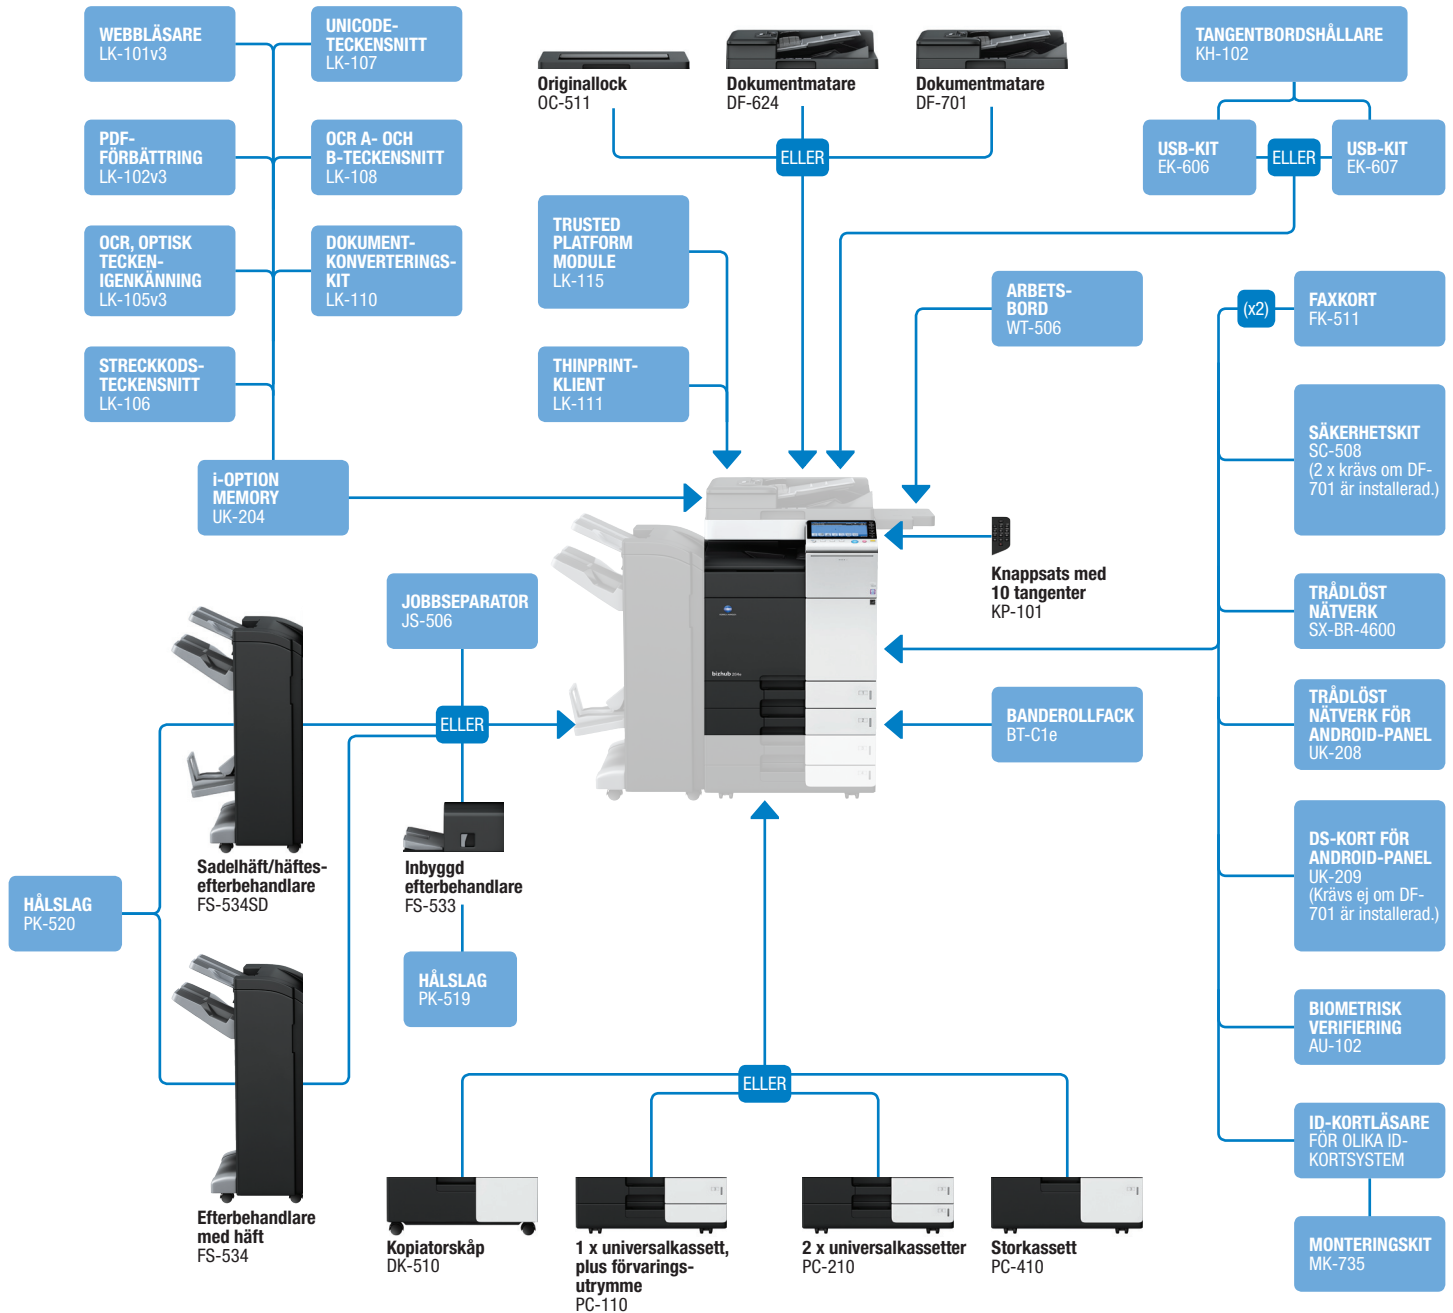 WEBBLÄSARE
LK-101v3
UNICODE-
TECKENSNITT
LK-107
PDF-
FÖRBÄTTRING
LK-102v3
OCR A- OCH
B-TECKENSNITT
LK-108
OCR, OPTISK
TECKEN-
IGENKÄNNING
LK-105v3
DOKUMENT-
KONVERTERINGS-
KIT
LK-110
STRECKKODS-
TECKENSNITT
LK-106
i-OPTION
MEMORY
UK-204
Originallock
OC-511
Dokumentmatare
DF-624
Dokumentmatare
DF-701
ELLER
TRUSTED
PLATFORM
MODULE
LK-115
THINPRINT-
KLIENT
LK-111
TANGENTBORDSHÅLLARE
KH-102
USB-KIT
EK-606
ELLER
USB-KIT
EK-607
ARBETS-
BORD
WT-506
(x2)
FAXKORT
FK-511
SÄKERHETSKIT
SC-508
(2 x krävs om DF-
701 är installerad.)
Knappsats med
10 tangenter
KP-101
TRÅDLÖST
NÄTVERK
SX-BR-4600
TRÅDLÖST
NÄTVERK FÖR
ANDROID-PANEL
UK-208
BANDEROLLFACK
BT-C1e
DS-KORT FÖR
ANDROID-PANEL
UK-209
(Krävs ej om DF-
701 är installerad.)
BIOMETRISK
VERIFIERING
AU-102
ID-KORTLÄSARE
FÖR OLIKA ID-
KORTSYSTEM
MONTERINGSKIT
MK-735
JOBBSEPARATOR
JS-506
ELLER
bizhub
Sadelhäft/häftes-
efterbehandlare
FS-534SD
Inbyggd
efterbehandlare
FS-533
HÅLSLAG
PK-520
HÅLSLAG
PK-519
Efterbehandlare
med häft
FS-534
ELLER
Kopiatorskåp
DK-510
1 x universalkassett,
plus förvarings-
utrymme
PC-110
2 x universalkassetter
PC-210
Storkassett
PC-410